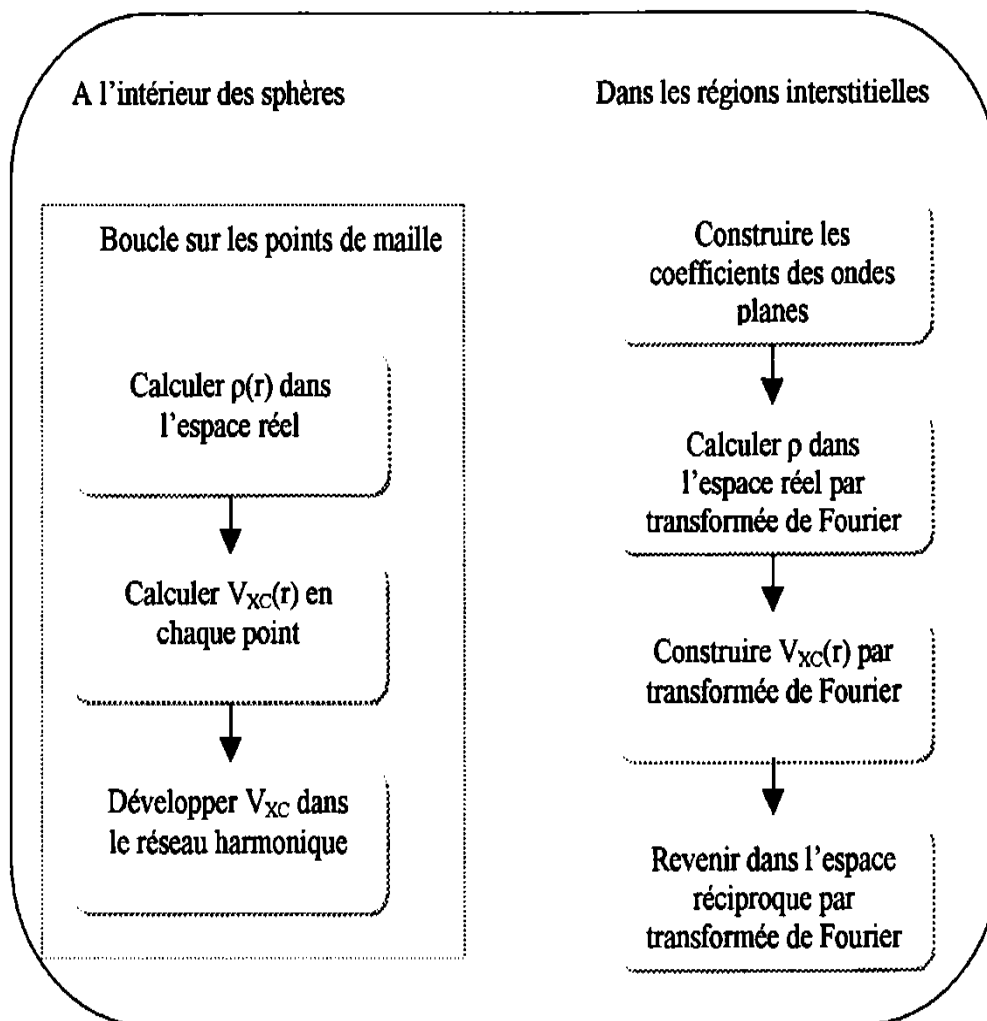 A l'intérieur des sphères
Boucle sur les points de maille
Calculer ρ(r) dans
l'espace réel
Calculer V_XC(r) en
chaque point
Développer V_XC dans
le réseau harmonique
Dans les régions interstitielles
Construire les
coefficients des ondes
planes
Calculer ρ dans
l'espace réel par
transformée de Fourier
Construire V_XC(r) par
transformée de Fourier
Revenir dans l'espace
réciproque par
transformée de Fourier